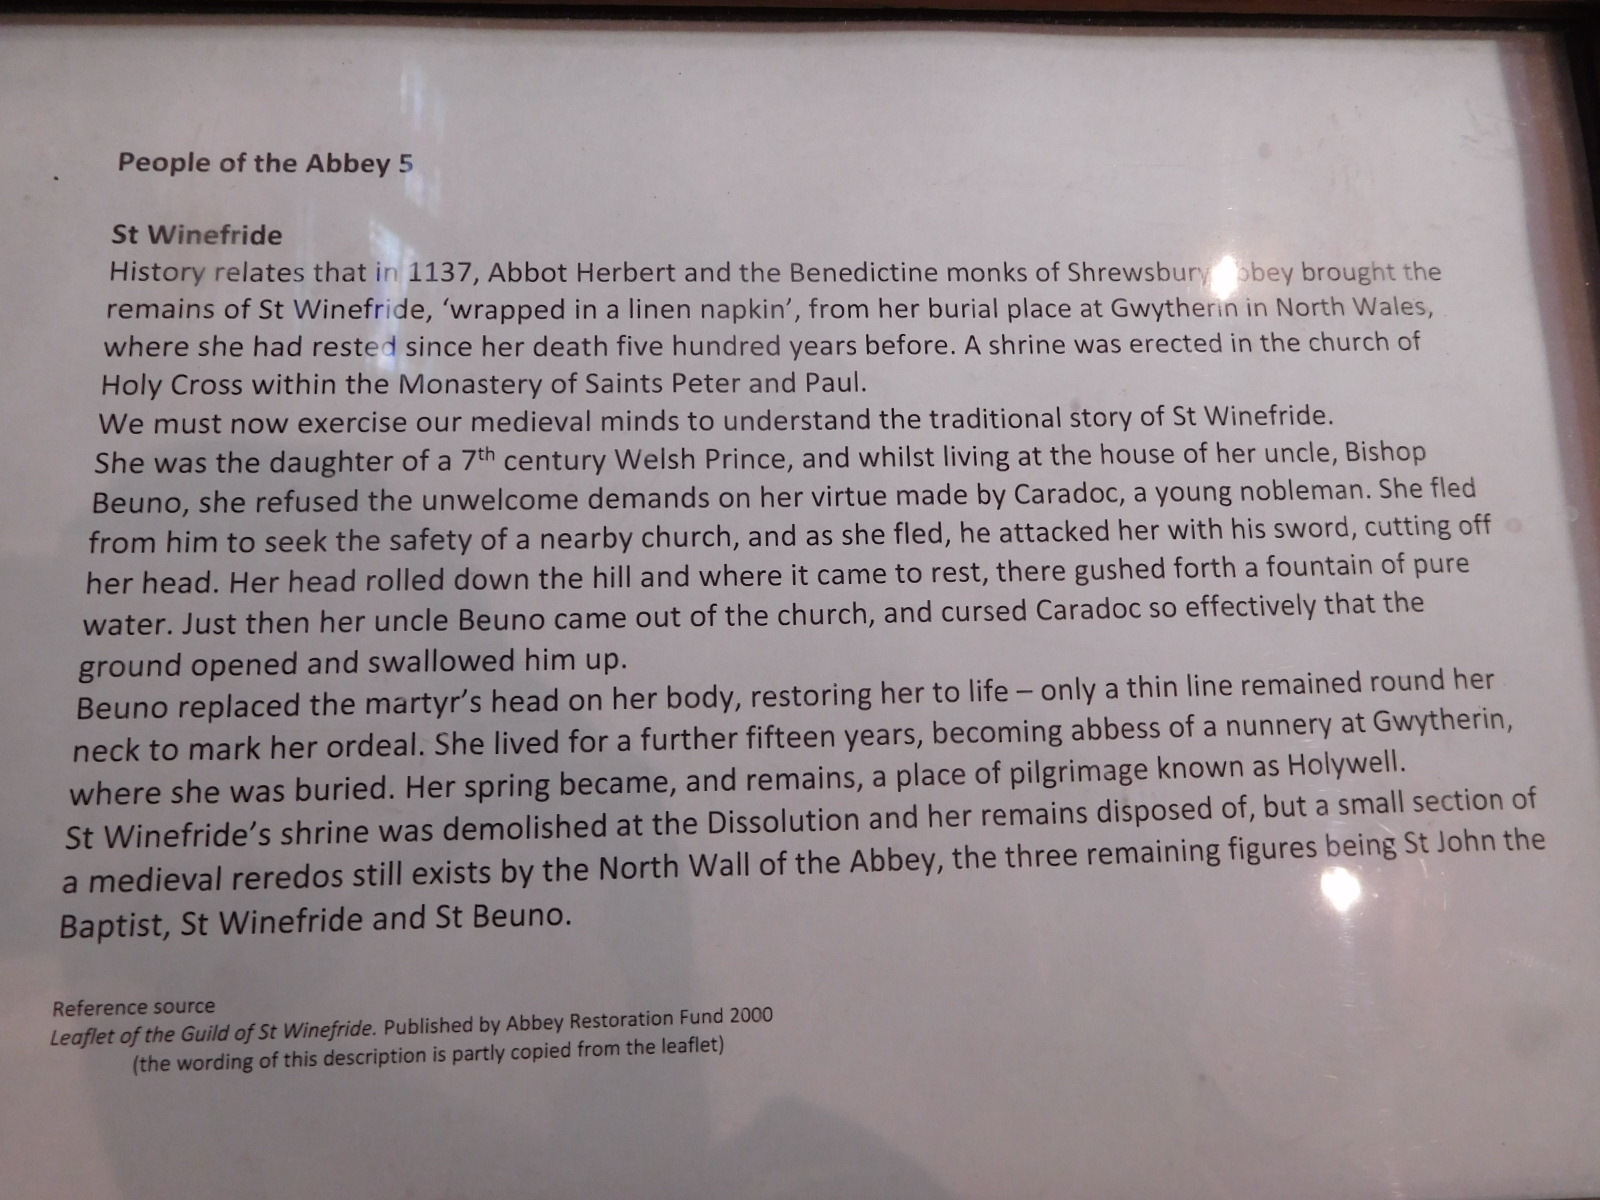 People of the Abbey 5
St Winefride
History relates that in 1137, Abbot Herbert and the Benedictine monks of Shrewsbury Abbey brought the
remains of St Winefride, ‘wrapped in a linen napkin’, from her burial place at Gwytherin in North Wales,
where she had rested since her death five hundred years before. A shrine was erected in the church of
Holy Cross within the Monastery of Saints Peter and Paul.
We must now exercise our medieval minds to understand the traditional story of St Winefride.
She was the daughter of a 7th century Welsh Prince, and whilst living at the house of her uncle, Bishop
Beuno, she refused the unwelcome demands on her virtue made by Caradoc, a young nobleman. She fled
from him to seek the safety of a nearby church, and as she fled, he attacked her with his sword, cutting off
her head. Her head rolled down the hill and where it came to rest, there gushed forth a fountain of pure
water. Just then her uncle Beuno came out of the church, and cursed Caradoc so effectively that the
ground opened and swallowed him up.
Beuno replaced the martyr’s head on her body, restoring her to life – only a thin line remained round her
neck to mark her ordeal. She lived for a further fifteen years, becoming abbess of a nunnery at Gwytherin,
where she was buried. Her spring became, and remains, a place of pilgrimage known as Holywell.
St Winefride’s shrine was demolished at the Dissolution and her remains disposed of, but a small section of
a medieval reredos still exists by the North Wall of the Abbey, the three remaining figures being St John the
Baptist, St Winefride and St Beuno.
Reference source
Leaflet of the Guild of St Winefride. Published by Abbey Restoration Fund 2000
(the wording of this description is partly copied from the leaflet)